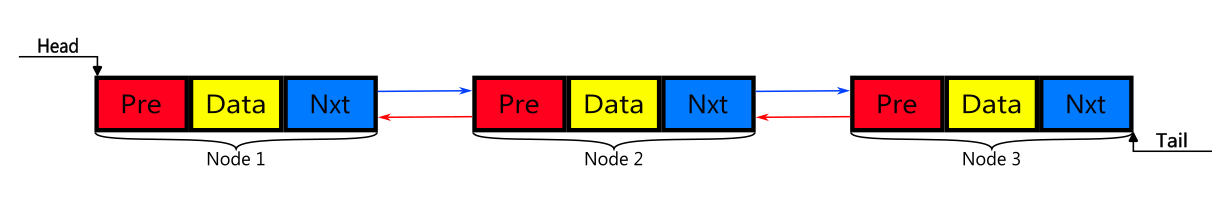 Head
Pre Data Nxt Pre Data Nxt Pre Data Nxt
Tail
Node 1 Node 2 Node 3